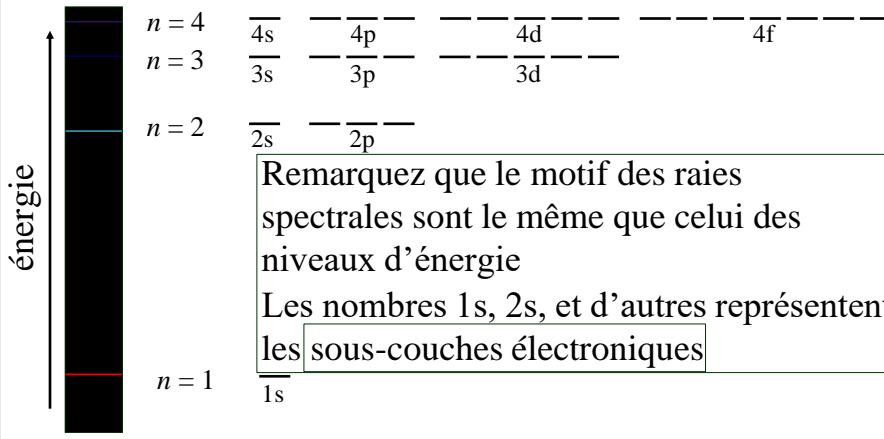 n = 4 4s 4p 4d 4f
n = 3 3s 3p 3d
n = 2 2s 2p
énergie
Remarquez que le motif des raies
spectrales sont le même que celui des
niveaux d’énergie
Les nombres 1s, 2s, et d’autres représentent
les sous-couches électroniques
n = 1 1s